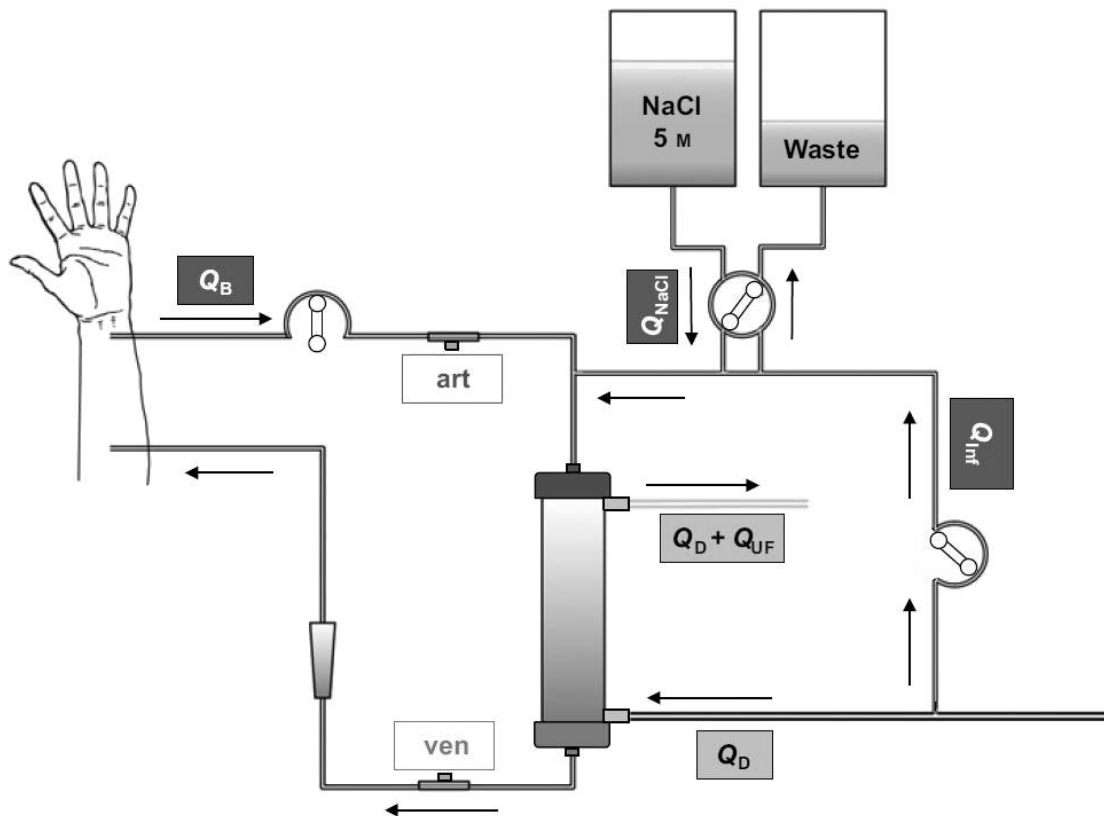 NaCl
5 M
Waste
QB
QNaCl
art
QInf
QD + QUF
ven
QD